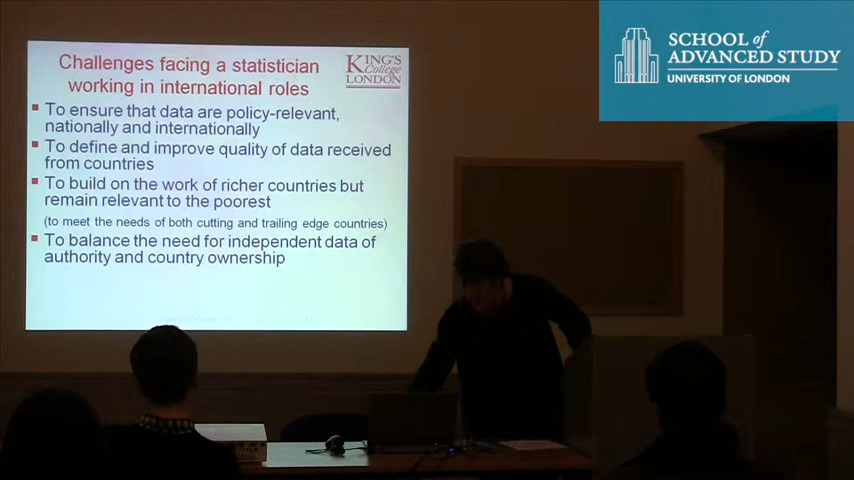 Challenges facing a statistician
working in international roles
KING'S
College
LONDON
To ensure that data are policy-relevant,
nationally and internationally
To define and improve quality of data received
from countries
To build on the work of richer countries but
remain relevant to the poorest
(to meet the needs of both cutting and trailing edge countries)
To balance the need for independent data of
authority and country ownership
SCHOOL of
ADVANCED STUDY
UNIVERSITY OF LONDON